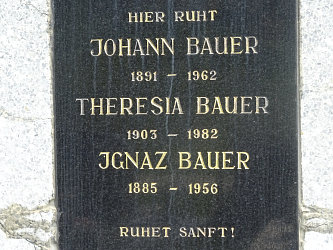 HIER RUHT
JOHANN BAUER
1891 – 1962
THERESIA BAUER
1903 – 1982
JGNAZ BAUER
1885 – 1956
RUHET SANFT!